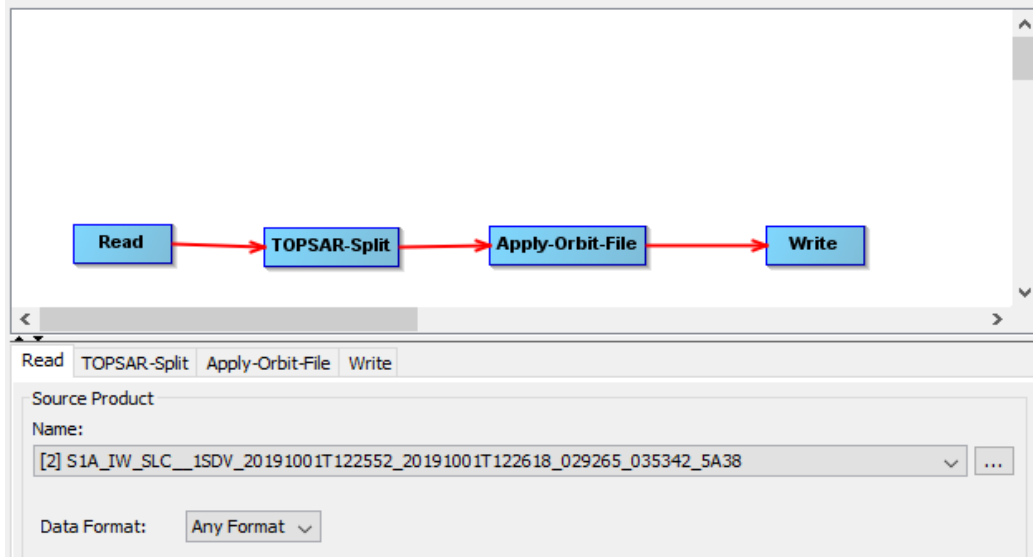 Read TOPSAR-Split Apply-Orbit-File Write
Read TOPSAR-Split Apply-Orbit-File Write
Source Product
Name:
[2] S1A_IW_SLC__1SDV_20191001T122552_20191001T122618_029265_035342_5A38 ...
Data Format: Any Format